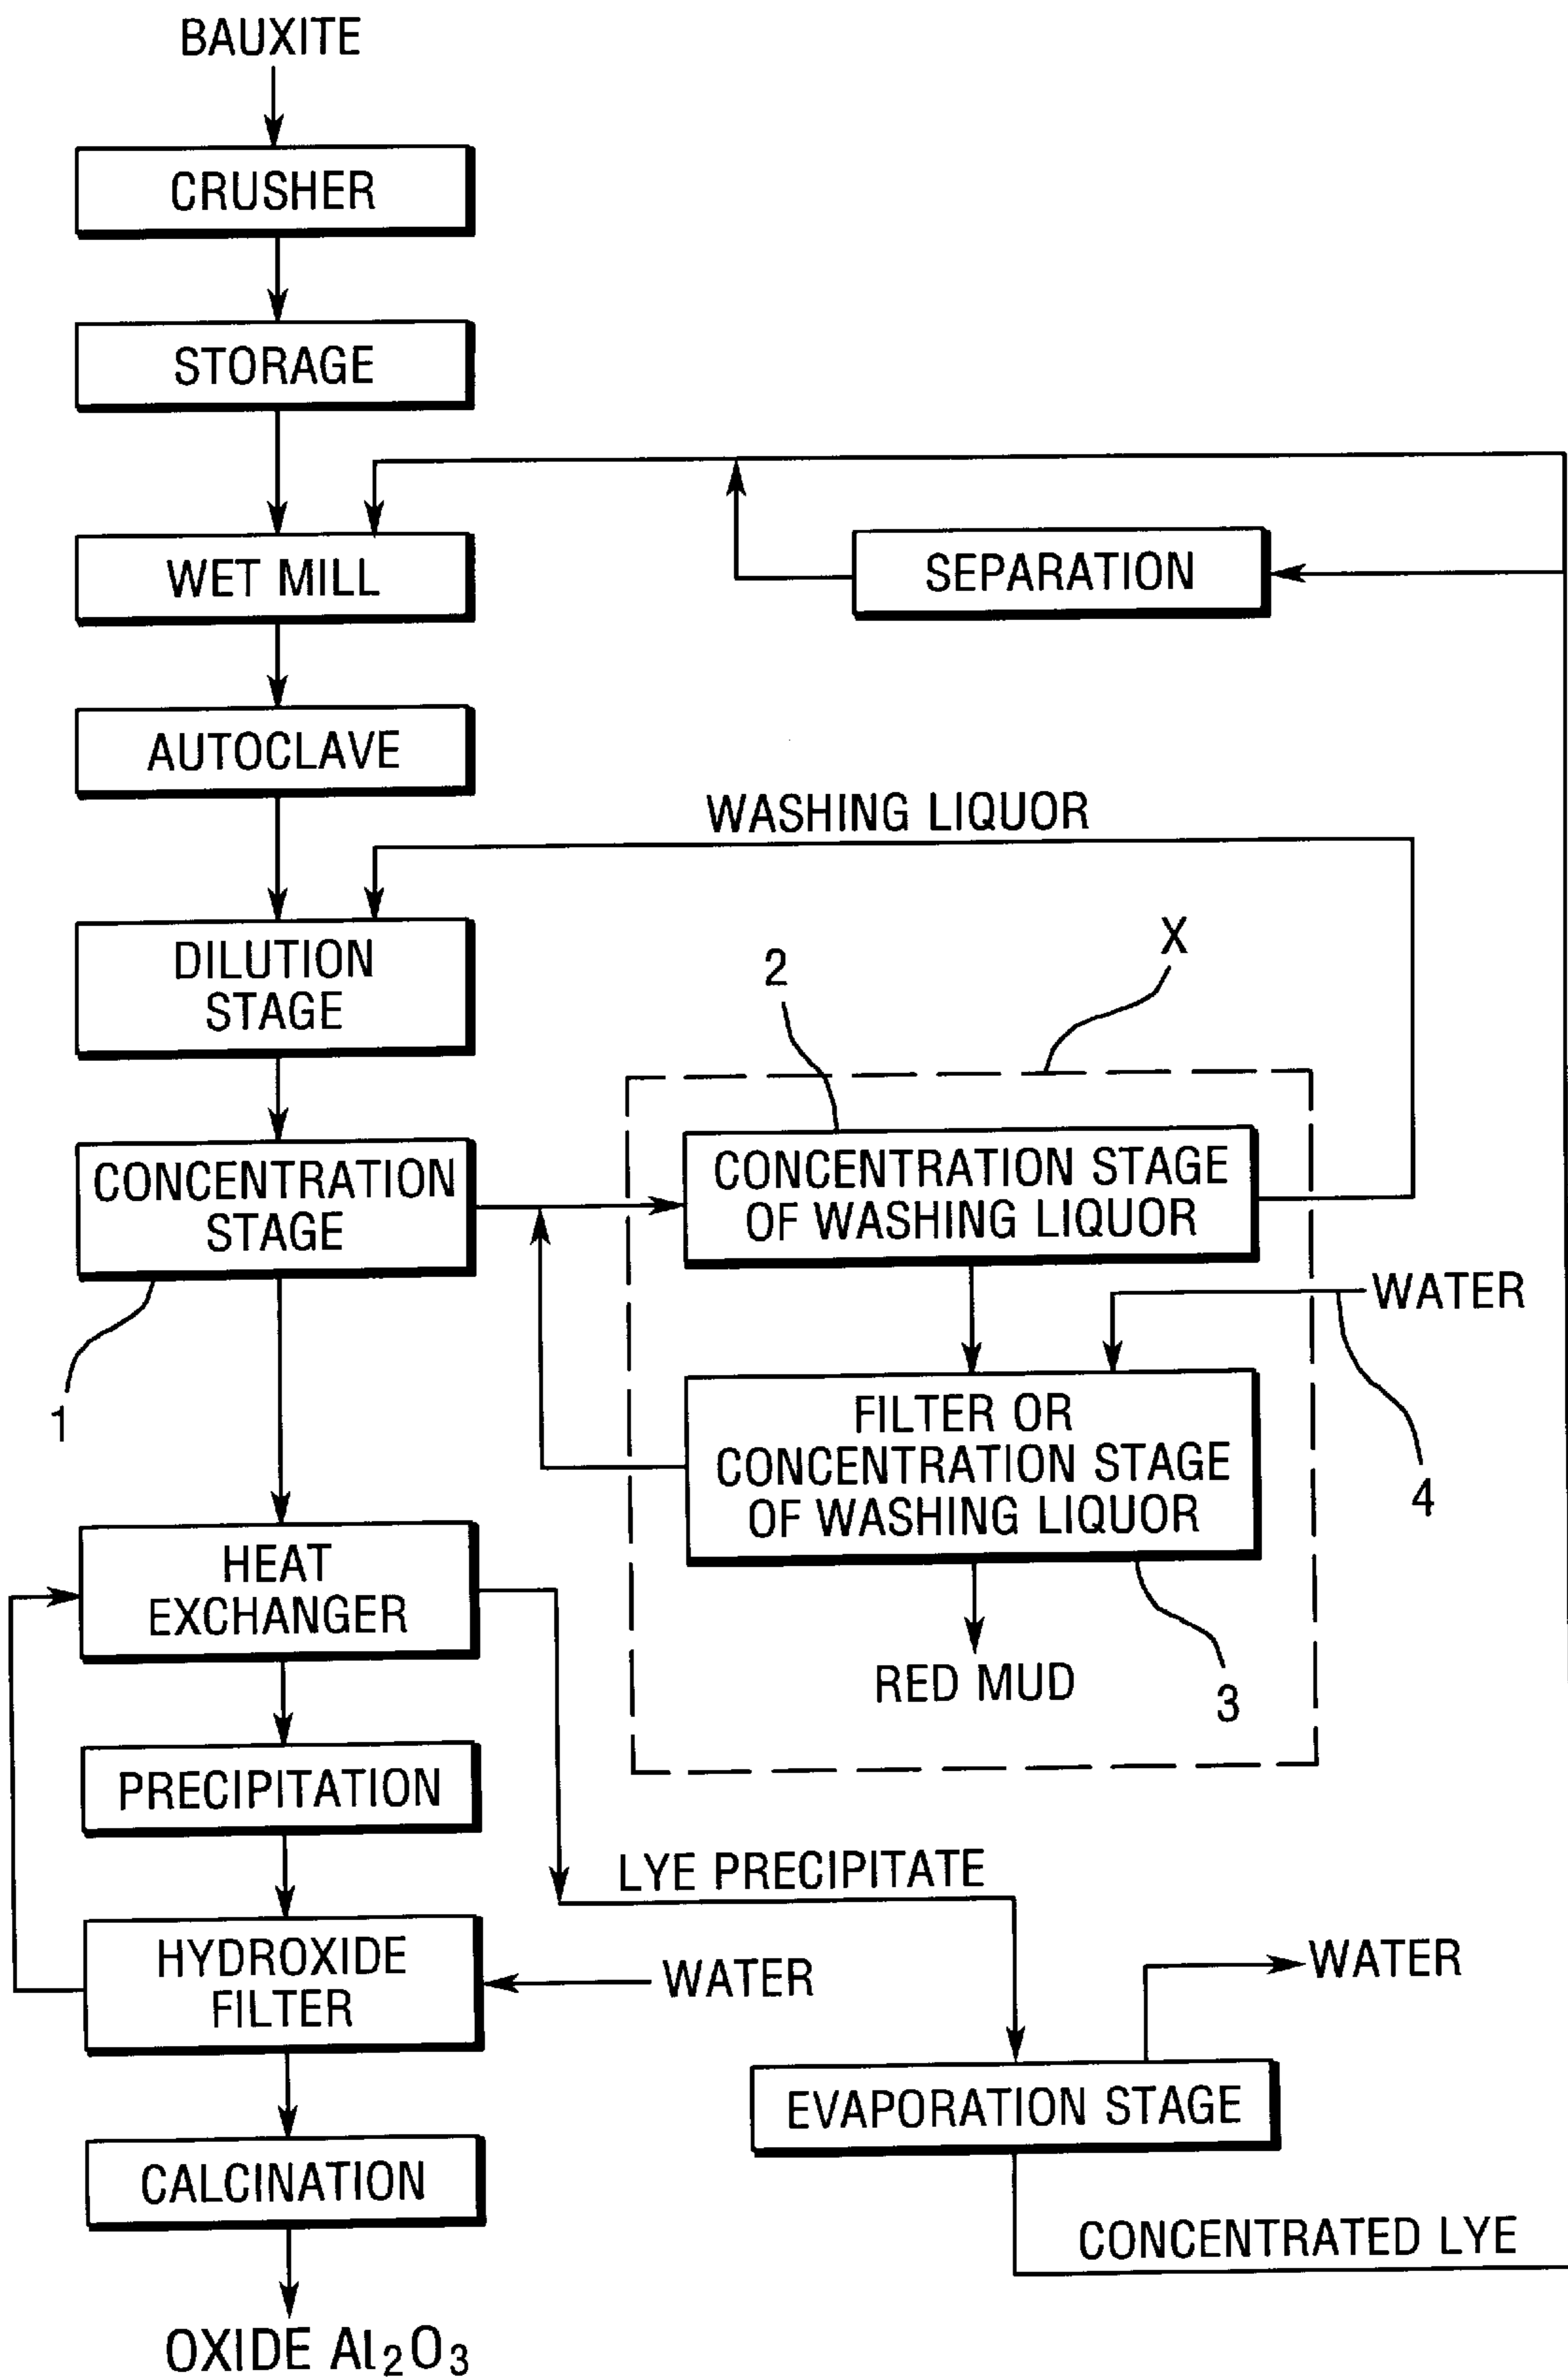 BAUXITE
CRUSHER
STORAGE
WET MILL
SEPARATION
AUTOCLAVE
WASHING LIQUOR
DILUTION
STAGE
2
X
CONCENTRATION
STAGE
CONCENTRATION STAGE
OF WASHING LIQUOR
WATER
1
FILTER OR
CONCENTRATION STAGE
OF WASHING LIQUOR
4
HEAT
EXCHANGER
RED MUD
3
PRECIPITATION
LYE PRECIPITATE
HYDROXIDE
FILTER
WATER
WATER
EVAPORATION STAGE
CALCINATION
CONCENTRATED LYE
OXIDE Al₂O₃